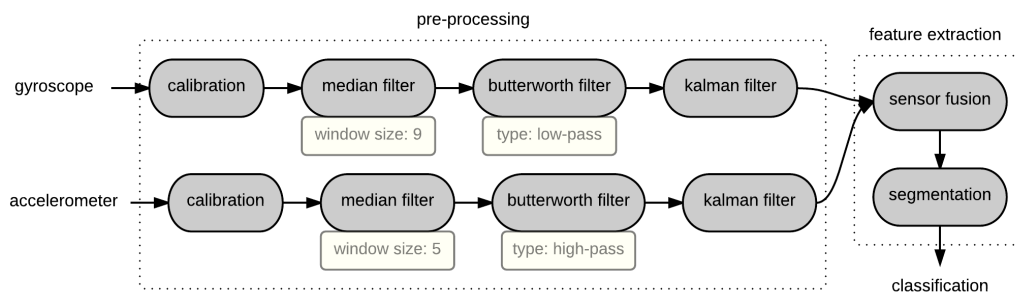 pre-processing
feature extraction
gyroscope
calibration
median filter
butterworth filter
kalman filter
sensor fusion
window size: 9
type: low-pass
accelerometer
calibration
median filter
butterworth filter
kalman filter
segmentation
window size: 5
type: high-pass
classification